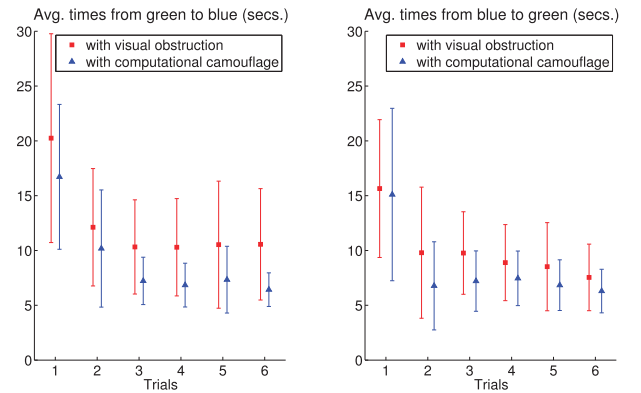 Avg. times from green to blue (secs.)
30
25
20
15
10
5
0
with visual obstruction
with computational camouflage
1 2 3 4 5 6
Trials
Avg. times from blue to green (secs.)
30
25
20
15
10
5
0
with visual obstruction
with computational camouflage
1 2 3 4 5 6
Trials